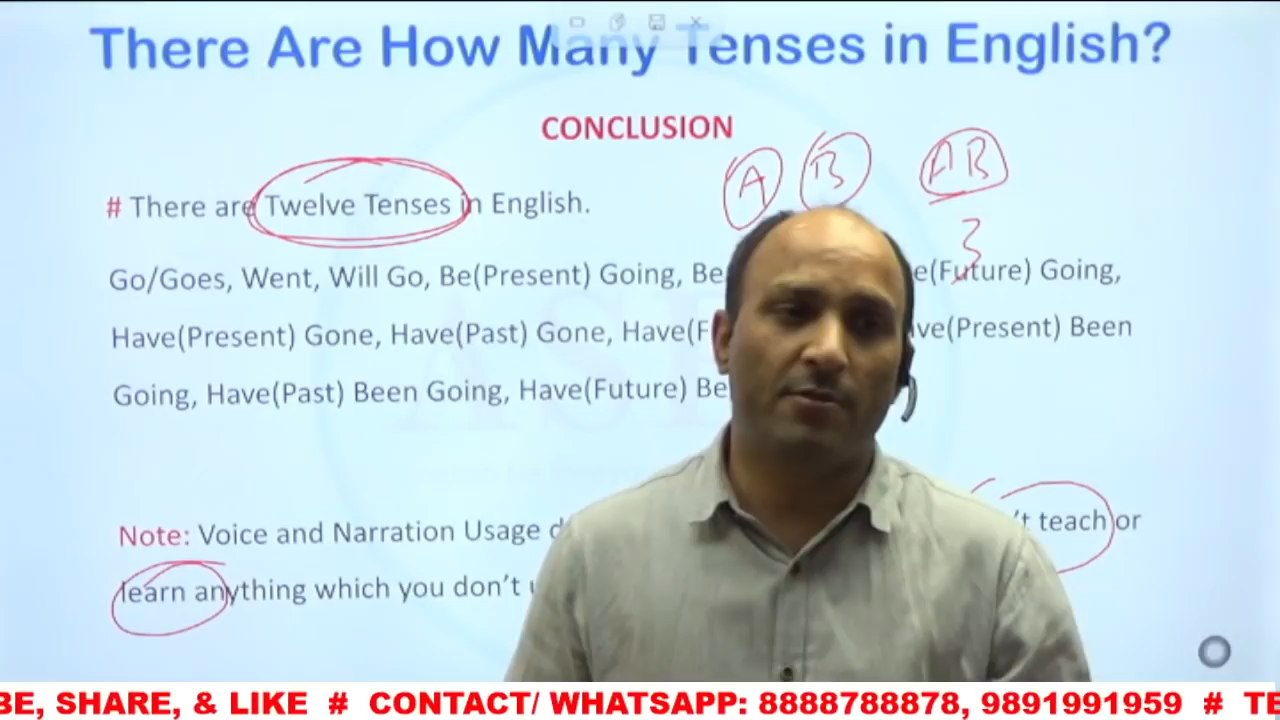 There Are How Many Tenses in English?
CONCLUSION
A B AB
# There are Twelve Tenses in English.
3
Go/Goes, Went, Will Go, Be(Present) Going, Be e(Future) Going,
Have(Present) Gone, Have(Past) Gone, Have(F ve(Present) Been
Going, Have(Past) Been Going, Have(Future) Be
Note: Voice and Narration Usage d 't teach or
learn anything which you don't
BE, SHARE, & LIKE # CONTACT/ WHATSAPP: 8888788878, 9891991959 # TE